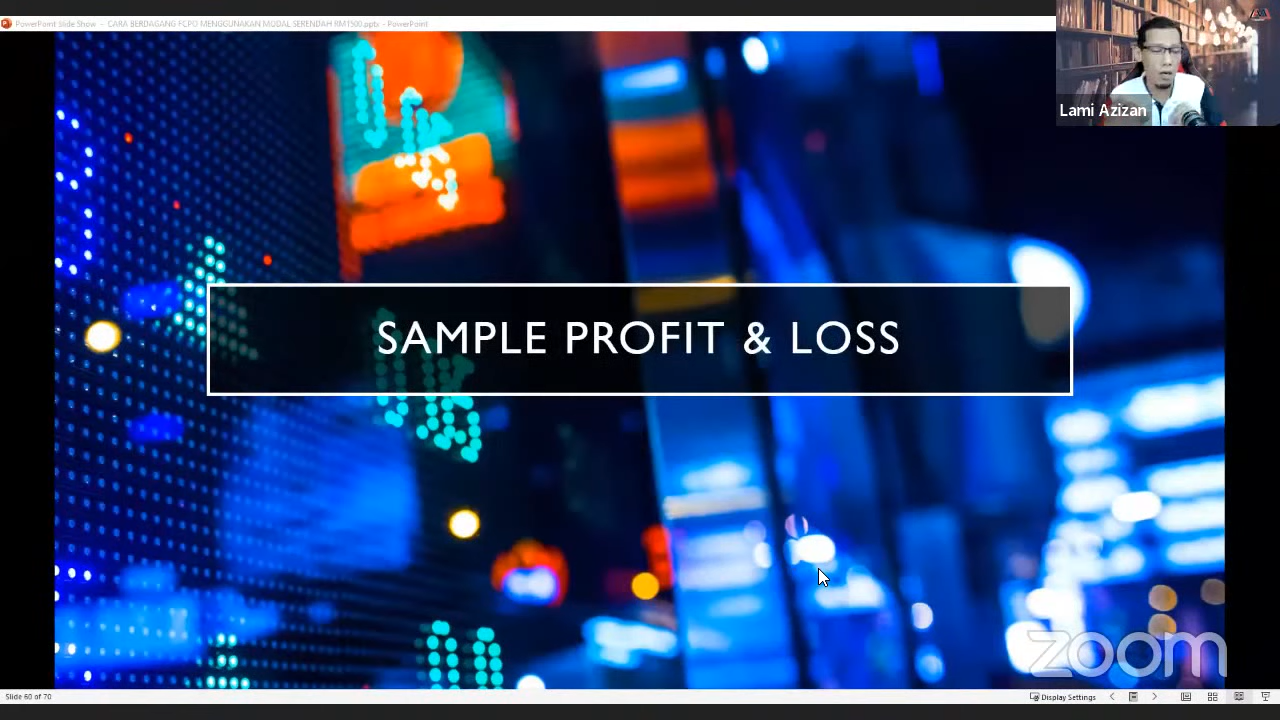 PowerPoint Slide Show - CARA BERDAGANG FCPO MENGGUNAKAN MODAL SERENDAH RM1500.pptx - PowerPoint
Lami Azizan
SAMPLE PROFIT & LOSS
zoom
Slide 60 of 70
Display Settings